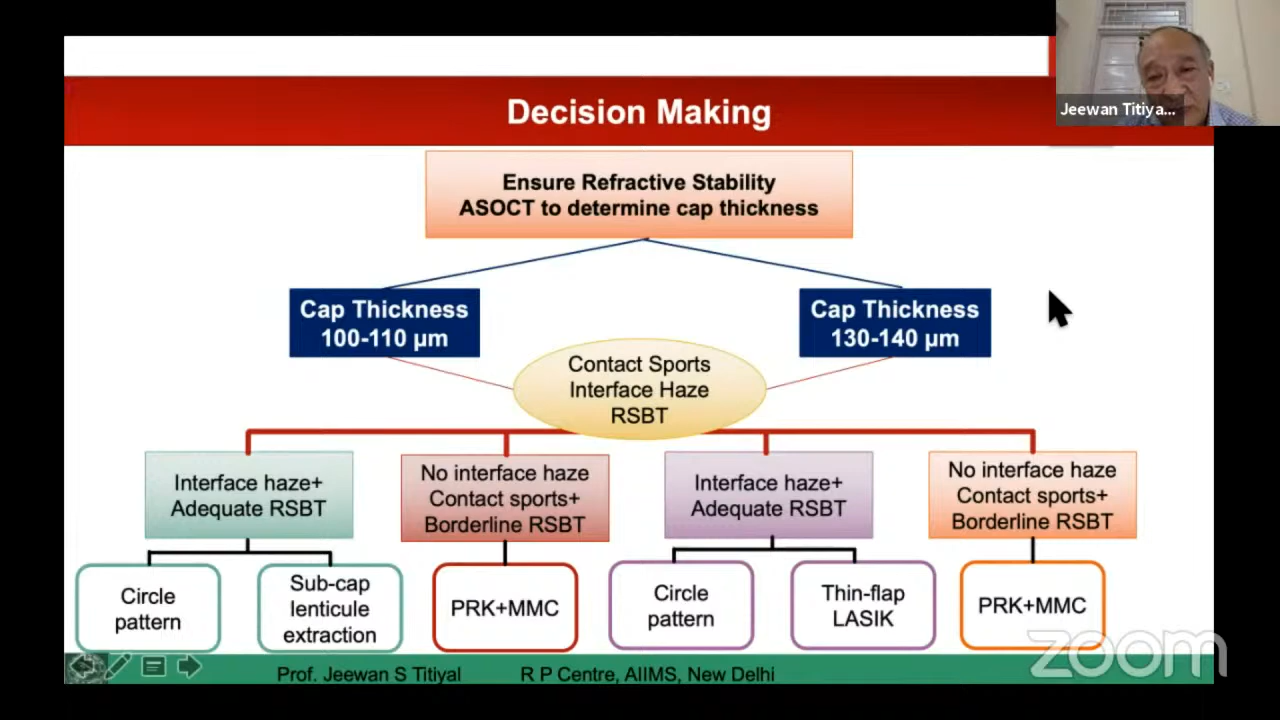 Jeewan Titiya...
Decision Making
Ensure Refractive Stability
ASOCT to determine cap thickness
Cap Thickness
100-110 µm
Cap Thickness
130-140 µm
Contact Sports
Interface Haze
RSBT
Interface haze+
Adequate RSBT
No interface haze
Contact sports+
Borderline RSBT
Interface haze+
Adequate RSBT
No interface haze
Contact sports+
Borderline RSBT
Circle
pattern
Sub-cap
lenticule
extraction
PRK+MMC
Circle
pattern
Thin-flap
LASIK
PRK+MMC
zoom
Prof. Jeewan S Titiyal R P Centre, AIIMS, New Delhi